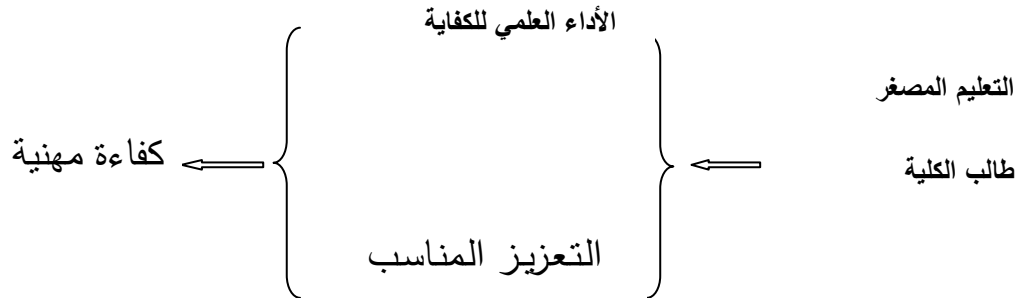 الأداء العلمي للكفاية
التعليم المصغر
طالب الكلية
كفاءة مهنية
التعزيز المناسب